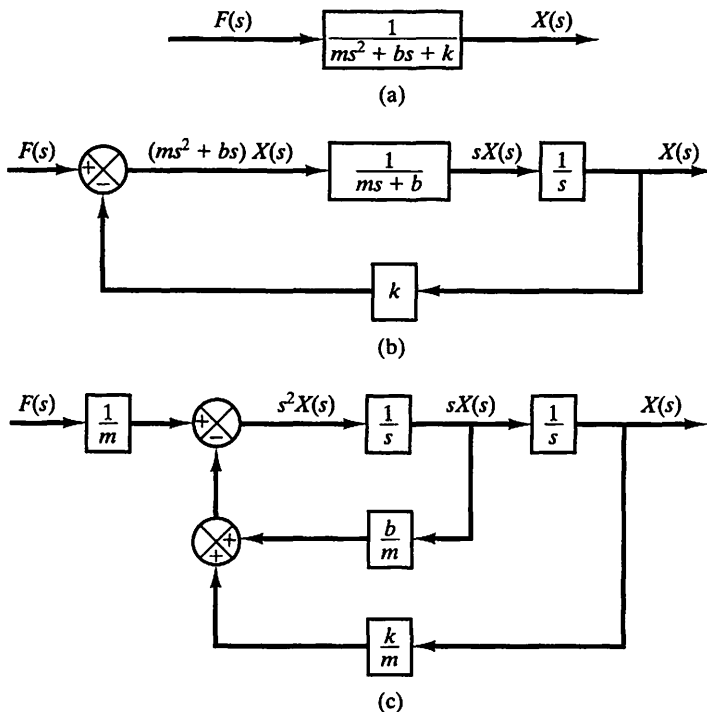 F(s) 1 X(s)
ms² + bs + k
(a)
F(s) + − (ms² + bs) X(s) 1 sX(s) 1 X(s)
ms + b s
k
(b)
F(s) 1 + − s²X(s) 1 sX(s) 1 X(s)
m s s
+ + b
m
k
m
(c)